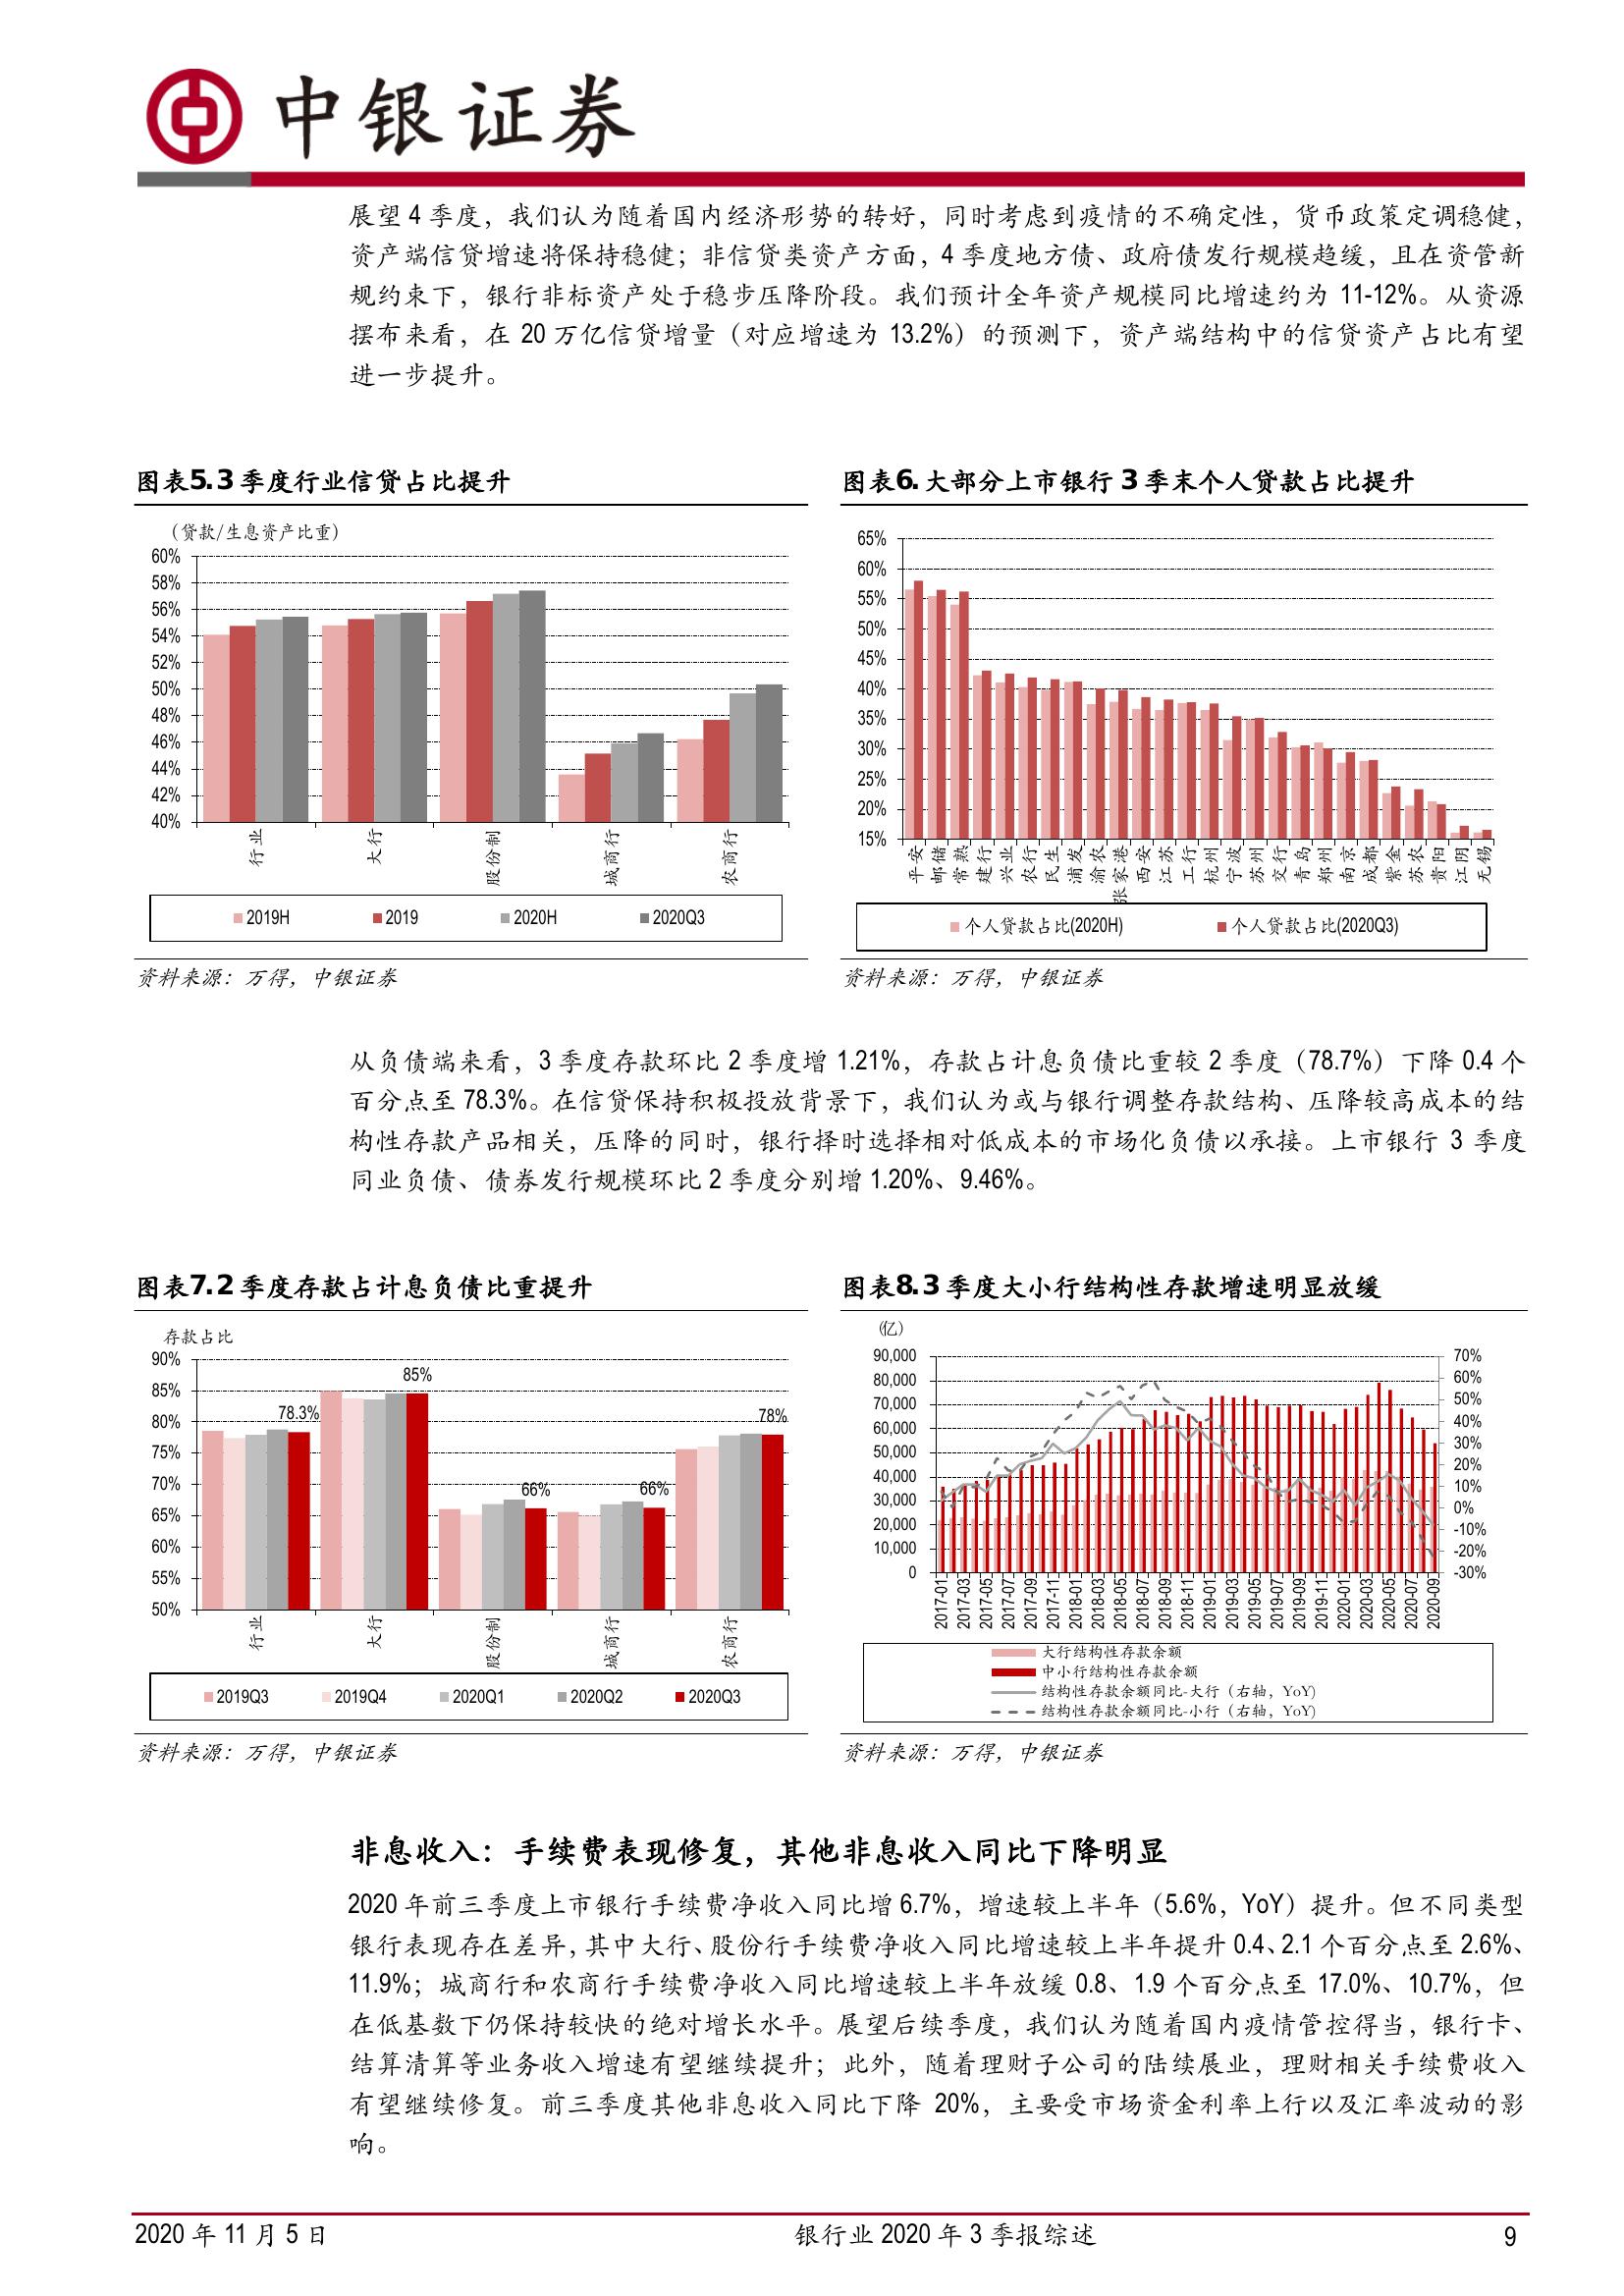 中银证券
展望 4 季度，我们认为随着国内经济形势的转好，同时考虑到疫情的不确定性，货币政策定调稳健，
资产端信贷增速将保持稳健；非信贷类资产方面，4 季度地方债、政府债发行规模趋缓，且在资管新
规约束下，银行非标资产处于稳步压降阶段。我们预计全年资产规模同比增速约为 11-12%。从资源
摆布来看，在 20 万亿信贷增量（对应增速为 13.2%）的预测下，资产端结构中的信贷资产占比有望
进一步提升。
图表5. 3 季度行业信贷占比提升
（贷款/生息资产比重）
60%
58%
56%
54%
52%
50%
48%
46%
44%
42%
40%
行业
大行
股份制
城商行
农商行
2019H 2019 2020H 2020Q3
资料来源：万得，中银证券
图表6. 大部分上市银行 3 季末个人贷款占比提升
65%
60%
55%
50%
45%
40%
35%
30%
25%
20%
15%
平安
邮储
常熟
建行
兴业
农行
民生
浦发
渝农
张家港
西安
江苏
工行
杭州
宁波
苏州
交行
青岛
郑州
南京
成都
紫金
苏农
贵阳
江阴
无锡
个人贷款占比(2020H) 个人贷款占比(2020Q3)
资料来源：万得，中银证券
从负债端来看，3 季度存款环比 2 季度增 1.21%，存款占计息负债比重较 2 季度（78.7%）下降 0.4 个
百分点至 78.3%。在信贷保持积极投放背景下，我们认为或与银行调整存款结构、压降较高成本的结
构性存款产品相关，压降的同时，银行择时选择相对低成本的市场化负债以承接。上市银行 3 季度
同业负债、债券发行规模环比 2 季度分别增 1.20%、9.46%。
图表7. 2 季度存款占计息负债比重提升
存款占比
90%
85%
80%
75%
70%
65%
60%
55%
50%
78.3%
85%
66%
66%
78%
行业
大行
股份制
城商行
农商行
2019Q3 2019Q4 2020Q1 2020Q2 2020Q3
资料来源：万得，中银证券
图表8. 3 季度大小行结构性存款增速明显放缓
(亿)
90,000
80,000
70,000
60,000
50,000
40,000
30,000
20,000
10,000
0
70%
60%
50%
40%
30%
20%
10%
0%
-10%
-20%
-30%
2017-01
2017-03
2017-05
2017-07
2017-09
2017-11
2018-01
2018-03
2018-05
2018-07
2018-09
2018-11
2019-01
2019-03
2019-05
2019-07
2019-09
2019-11
2020-01
2020-03
2020-05
2020-07
2020-09
大行结构性存款余额
中小行结构性存款余额
结构性存款余额同比-大行（右轴，YoY)
结构性存款余额同比-小行（右轴，YoY)
资料来源：万得，中银证券
非息收入：手续费表现修复，其他非息收入同比下降明显
2020 年前三季度上市银行手续费净收入同比增 6.7%，增速较上半年（5.6%，YoY）提升。但不同类型
银行表现存在差异，其中大行、股份行手续费净收入同比增速较上半年提升 0.4、2.1 个百分点至 2.6%、
11.9%；城商行和农商行手续费净收入同比增速较上半年放缓 0.8、1.9 个百分点至 17.0%、10.7%，但
在低基数下仍保持较快的绝对增长水平。展望后续季度，我们认为随着国内疫情管控得当，银行卡、
结算清算等业务收入增速有望继续提升；此外，随着理财子公司的陆续展业，理财相关手续费收入
有望继续修复。前三季度其他非息收入同比下降 20%，主要受市场资金利率上行以及汇率波动的影
响。
2020 年 11 月 5 日 银行业 2020 年 3 季报综述 9